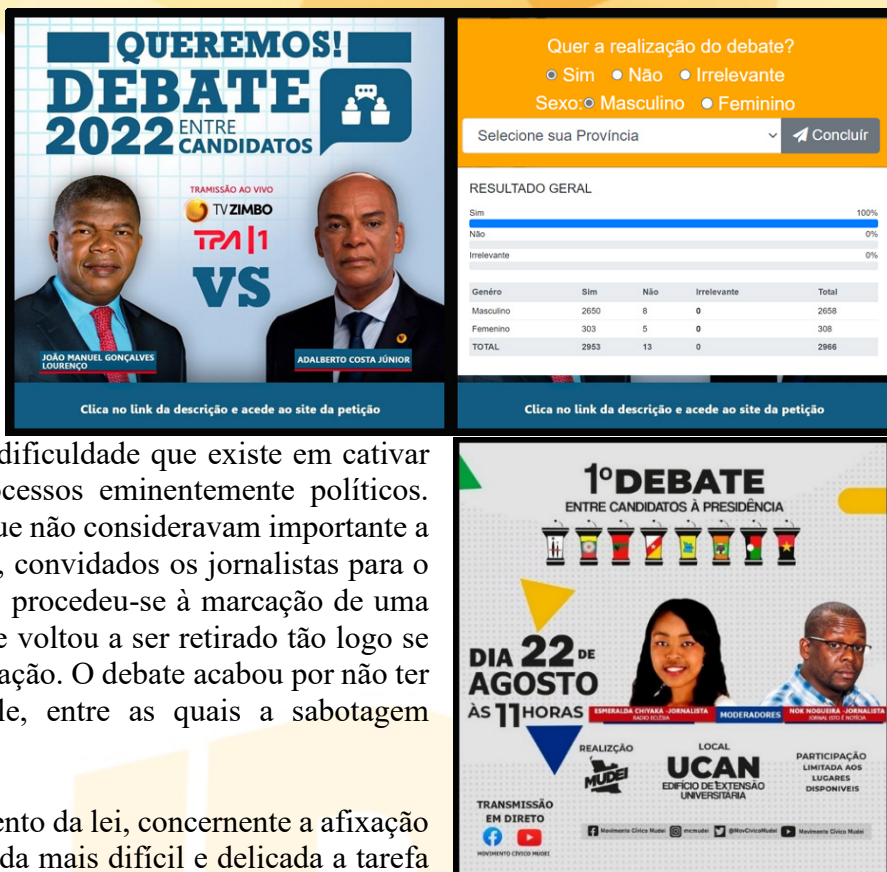 QUEREMOS!
DEBATE
2022 ENTRE
CANDIDATOS
TRAMISSÃO AO VIVO
TV ZIMBO
TPA|1
VS
JOÃO MANUEL GONÇALVES
LOURENÇO
ADALBERTO COSTA JÚNIOR
Clica no link da descrição e acede ao site da petição
Quer a realização do debate?
Sim Não Irrelevante
Sexo: Masculino Feminino
Selecione sua Província Concluír
RESULTADO GERAL
Sim 100%
Não 0%
Irrelevante 0%
Genéro Sim Não Irrelevante Total
Masculino 2650 8 0 2658
Femenino 303 5 0 308
TOTAL 2953 13 0 2966
Clica no link da descrição e acede ao site da petição
dificuldade que existe em cativar
ocessos eminentemente políticos.
ue não consideravam importante a
, convidados os jornalistas para o
procedeu-se à marcação de uma
e voltou a ser retirado tão logo se
ação. O debate acabou por não ter
le, entre as quais a sabotagem
ento da lei, concernente a afixação
da mais difícil e delicada a tarefa
1º DEBATE
ENTRE CANDIDATOS À PRESIDÊNCIA
DIA 22 DE
AGOSTO
ÀS 11 HORAS
ESMERALDA CHIYAKA -JORNALISTA
RADIO ECLÉSIA
MODERADORES
NOK NOGUEIRA - JORNALISTA
JORNAL ISTO É NOTÍCIA
REALIZÇÃO
MUDEI
LOCAL
UCAN
EDIFÍCIO DE EXTENSÃO
UNIVERSITÁRIA
PARTICIPAÇÃO
LIMITADA AOS
LUGARES
DISPONIVEIS
TRANSMISSÃO
EM DIRETO
MOVIMENTO CÍVICO MUDEI
Movimento Cívico Mudei mcmudei @MovCivicoMudei Movimento Cívico Mudei